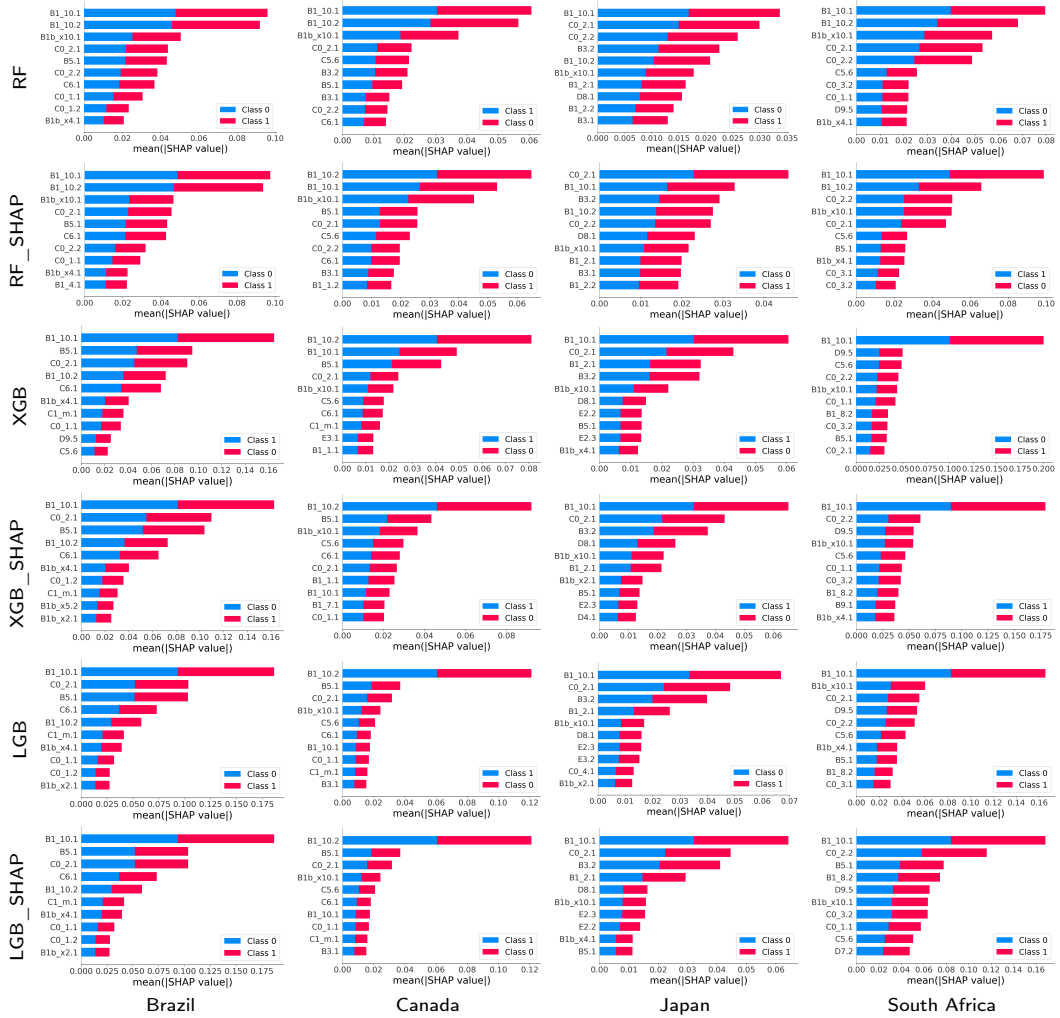 RF
B1_10.1
B1_10.2
B1b_x10.1
C0_2.1
B5.1
C0_2.2
C6.1
C0_1.1
C0_1.2
B1b_x4.1
Class 0
Class 1
0.00 0.02 0.04 0.06 0.08 0.10
mean(|SHAP value|)
B1_10.1
B1_10.2
B1b_x10.1
C0_2.1
C5.6
B3.2
B5.1
B3.1
C0_2.2
C6.1
Class 1
Class 0
0.00 0.01 0.02 0.03 0.04 0.05 0.06
mean(|SHAP value|)
B1_10.1
C0_2.1
C0_2.2
B3.2
B1_10.2
B1b_x10.1
B1_2.1
D8.1
B1_2.2
B3.1
Class 0
Class 1
0.000 0.005 0.010 0.015 0.020 0.025 0.030 0.035
mean(|SHAP value|)
B1_10.1
B1_10.2
B1b_x10.1
C0_2.1
C0_2.2
C5.6
C0_3.2
C0_1.1
D9.5
B1b_x4.1
Class 0
Class 1
0.00 0.01 0.02 0.03 0.04 0.05 0.06 0.07 0.08
mean(|SHAP value|)
RF_SHAP
B1_10.1
B1_10.2
B1b_x10.1
C0_2.1
B5.1
C6.1
C0_2.2
C0_1.1
B1b_x4.1
B1_4.1
Class 0
Class 1
0.00 0.02 0.04 0.06 0.08 0.10
mean(|SHAP value|)
B1_10.2
B1_10.1
B1b_x10.1
B5.1
C0_2.1
C5.6
C0_2.2
C6.1
B3.1
B1_1.2
Class 0
Class 1
0.00 0.01 0.02 0.03 0.04 0.05 0.06
mean(|SHAP value|)
C0_2.1
B1_10.1
B3.2
B1_10.2
C0_2.2
D8.1
B1b_x10.1
B1_2.1
B3.1
B1_2.2
Class 0
Class 1
0.00 0.01 0.02 0.03 0.04
mean(|SHAP value|)
B1_10.1
B1_10.2
C0_2.2
B1b_x10.1
C0_2.1
C5.6
B5.1
B1b_x4.1
C0_3.1
C0_3.2
Class 0
Class 1
0.00 0.02 0.04 0.06 0.08 0.10
mean(|SHAP value|)
XGB
B1_10.1
B5.1
C0_2.1
B1_10.2
C6.1
B1b_x4.1
C1_m.1
C0_1.1
D9.5
C5.6
Class 1
Class 0
0.00 0.02 0.04 0.06 0.08 0.10 0.12 0.14 0.16
mean(|SHAP value|)
B1_10.2
B1_10.1
B5.1
C0_2.1
B1b_x10.1
C5.6
C6.1
C1_m.1
E3.1
B1_1.1
Class 1
Class 0
0.00 0.01 0.02 0.03 0.04 0.05 0.06 0.07 0.08
mean(|SHAP value|)
B1_10.1
C0_2.1
B1_2.1
B3.2
B1b_x10.1
D8.1
E2.2
B5.1
E2.3
B1b_x4.1
Class 1
Class 0
0.00 0.01 0.02 0.03 0.04 0.05 0.06
mean(|SHAP value|)
B1_10.1
D9.5
C5.6
C0_2.2
B1b_x10.1
C0_1.1
B1_8.2
C0_3.2
B5.1
C0_2.1
Class 1
Class 0
0.000 0.025 0.050 0.075 0.100 0.125 0.150 0.175 0.200
mean(|SHAP value|)
XGB_SHAP
B1_10.1
C0_2.1
B5.1
B1_10.2
C6.1
B1b_x4.1
C0_1.2
C1_m.1
B1b_x5.2
B1b_x2.1
Class 0
Class 1
0.00 0.02 0.04 0.06 0.08 0.10 0.12 0.14 0.16
mean(|SHAP value|)
B1_10.2
B5.1
B1b_x10.1
C5.6
C6.1
C0_2.1
B1_1.1
B1_10.1
B1_7.1
C0_1.1
Class 1
Class 0
0.00 0.02 0.04 0.06 0.08
mean(|SHAP value|)
B1_10.1
C0_2.1
B3.2
D8.1
B1b_x10.1
B1_2.1
B1b_x2.1
B5.1
E2.3
D4.1
Class 1
Class 0
0.00 0.01 0.02 0.03 0.04 0.05 0.06
mean(|SHAP value|)
B1_10.1
C0_2.2
D9.5
B1b_x10.1
C5.6
C0_1.1
C0_3.2
B1_8.2
B9.1
B1b_x4.1
Class 1
Class 0
0.000 0.025 0.050 0.075 0.100 0.125 0.150 0.175
mean(|SHAP value|)
LGB
B1_10.1
C0_2.1
B5.1
C6.1
B1_10.2
C1_m.1
B1b_x4.1
C0_1.1
C0_1.2
B1b_x2.1
Class 0
Class 1
0.000 0.025 0.050 0.075 0.100 0.125 0.150 0.175
mean(|SHAP value|)
B1_10.2
B5.1
C0_2.1
B1b_x10.1
C5.6
C6.1
B1_10.1
C0_1.1
C1_m.1
B3.1
Class 1
Class 0
0.00 0.02 0.04 0.06 0.08 0.10 0.12
mean(|SHAP value|)
B1_10.1
C0_2.1
B3.2
B1_2.1
B1b_x10.1
D8.1
E2.3
E3.2
C0_4.1
B1b_x2.1
Class 0
Class 1
0.00 0.01 0.02 0.03 0.04 0.05 0.06 0.07
mean(|SHAP value|)
B1_10.1
B1b_x10.1
C0_2.1
D9.5
C0_2.2
C5.6
B1b_x4.1
B5.1
B1_8.2
C0_3.1
Class 0
Class 1
0.00 0.02 0.04 0.06 0.08 0.10 0.12 0.14 0.16
mean(|SHAP value|)
LGB_SHAP
B1_10.1
B5.1
C0_2.1
C6.1
B1_10.2
C1_m.1
B1b_x4.1
C0_1.1
C0_1.2
B1b_x2.1
Class 0
Class 1
0.000 0.025 0.050 0.075 0.100 0.125 0.150 0.175
mean(|SHAP value|)
B1_10.2
B5.1
C0_2.1
B1b_x10.1
C5.6
C6.1
B1_10.1
C0_1.1
C1_m.1
B3.1
Class 1
Class 0
0.00 0.02 0.04 0.06 0.08 0.10 0.12
mean(|SHAP value|)
B1_10.1
C0_2.1
B3.2
B1_2.1
D8.1
B1b_x10.1
E2.3
E2.2
B1b_x4.1
B5.1
Class 0
Class 1
0.00 0.01 0.02 0.03 0.04 0.05 0.06
mean(|SHAP value|)
B1_10.1
C0_2.2
B5.1
B1_8.2
D9.5
B1b_x10.1
C0_3.2
C0_1.1
C5.6
D7.2
Class 0
Class 1
0.00 0.02 0.04 0.06 0.08 0.10 0.12 0.14 0.16
mean(|SHAP value|)
Brazil
Canada
Japan
South Africa